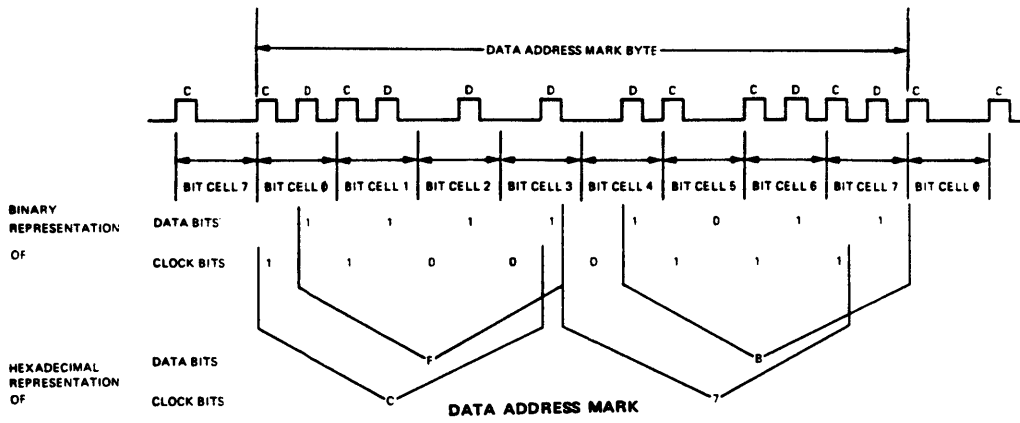 DATA ADDRESS MARK BYTE
C C D C D D D D C C D C D C C
BIT CELL 7 BIT CELL 0 BIT CELL 1 BIT CELL 2 BIT CELL 3 BIT CELL 4 BIT CELL 5 BIT CELL 6 BIT CELL 7 BIT CELL 0
BINARY
REPRESENTATION
OF
DATA BITS 1 1 1 1 1 0 1 1
CLOCK BITS 1 1 0 0 0 1 1 1
HEXADECIMAL
REPRESENTATION
OF
DATA BITS F B
CLOCK BITS C 7
DATA ADDRESS MARK